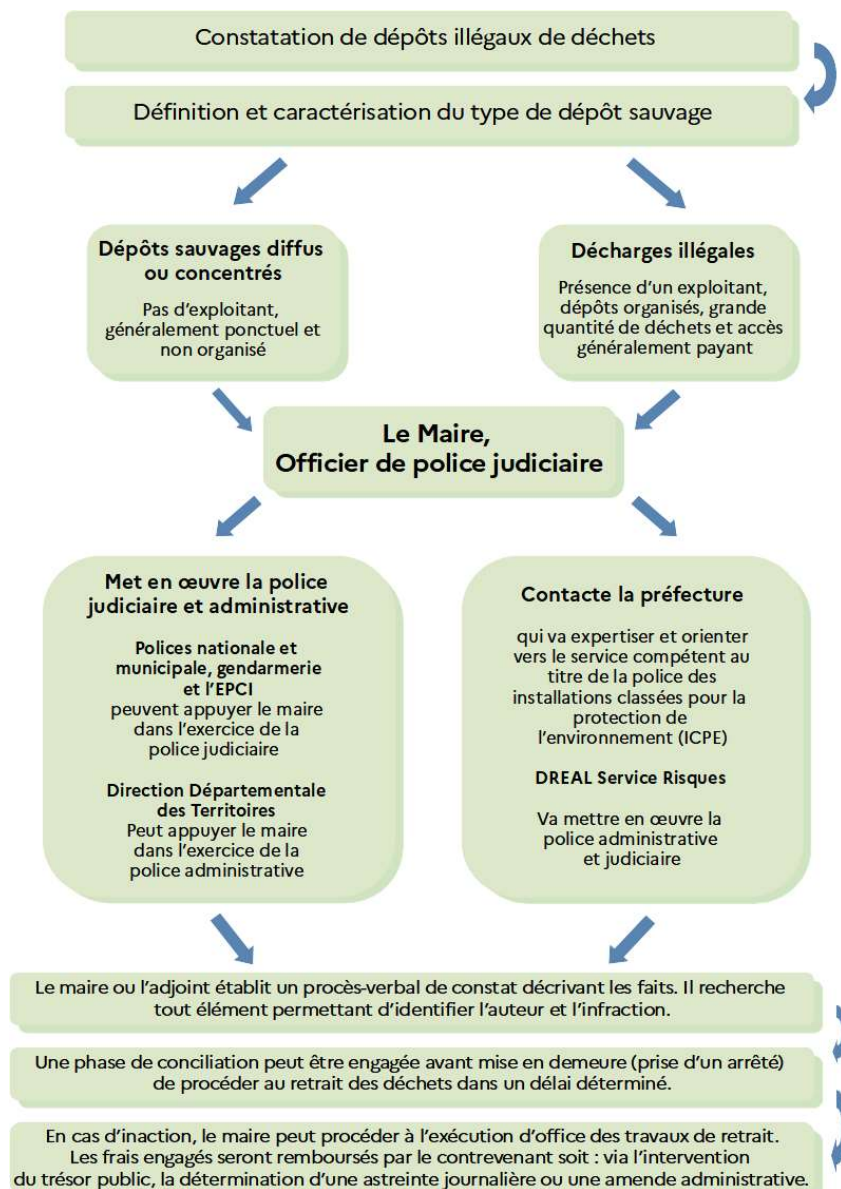 Constatation de dépôts illégaux de déchets
Définition et caractérisation du type de dépôt sauvage
Dépôts sauvages diffus
ou concentrés
Pas d'exploitant,
généralement ponctuel et
non organisé
Décharges illégales
Présence d'un exploitant,
dépôts organisés, grande
quantité de déchets et accès
généralement payant
Le Maire,
Officier de police judiciaire
Met en œuvre la police
judiciaire et administrative
Polices nationale et
municipale, gendarmerie
et l'EPCI
peuvent appuyer le maire
dans l'exercice de la
police judiciaire
Direction Départementale
des Territoires
Peut appuyer le maire
dans l'exercice de la
police administrative
Contacte la préfecture
qui va expertiser et orienter
vers le service compétent au
titre de la police des
installations classées pour la
protection de
l'environnement (ICPE)
DREAL Service Risques
Va mettre en œuvre la
police administrative
et judiciaire
Le maire ou l'adjoint établit un procès-verbal de constat décrivant les faits. Il recherche
tout élément permettant d'identifier l'auteur et l'infraction.
Une phase de conciliation peut être engagée avant mise en demeure (prise d'un arrêté)
de procéder au retrait des déchets dans un délai déterminé.
En cas d'inaction, le maire peut procéder à l'exécution d'office des travaux de retrait.
Les frais engagés seront remboursés par le contrevenant soit : via l'intervention
du trésor public, la détermination d'une astreinte journalière ou une amende administrative.